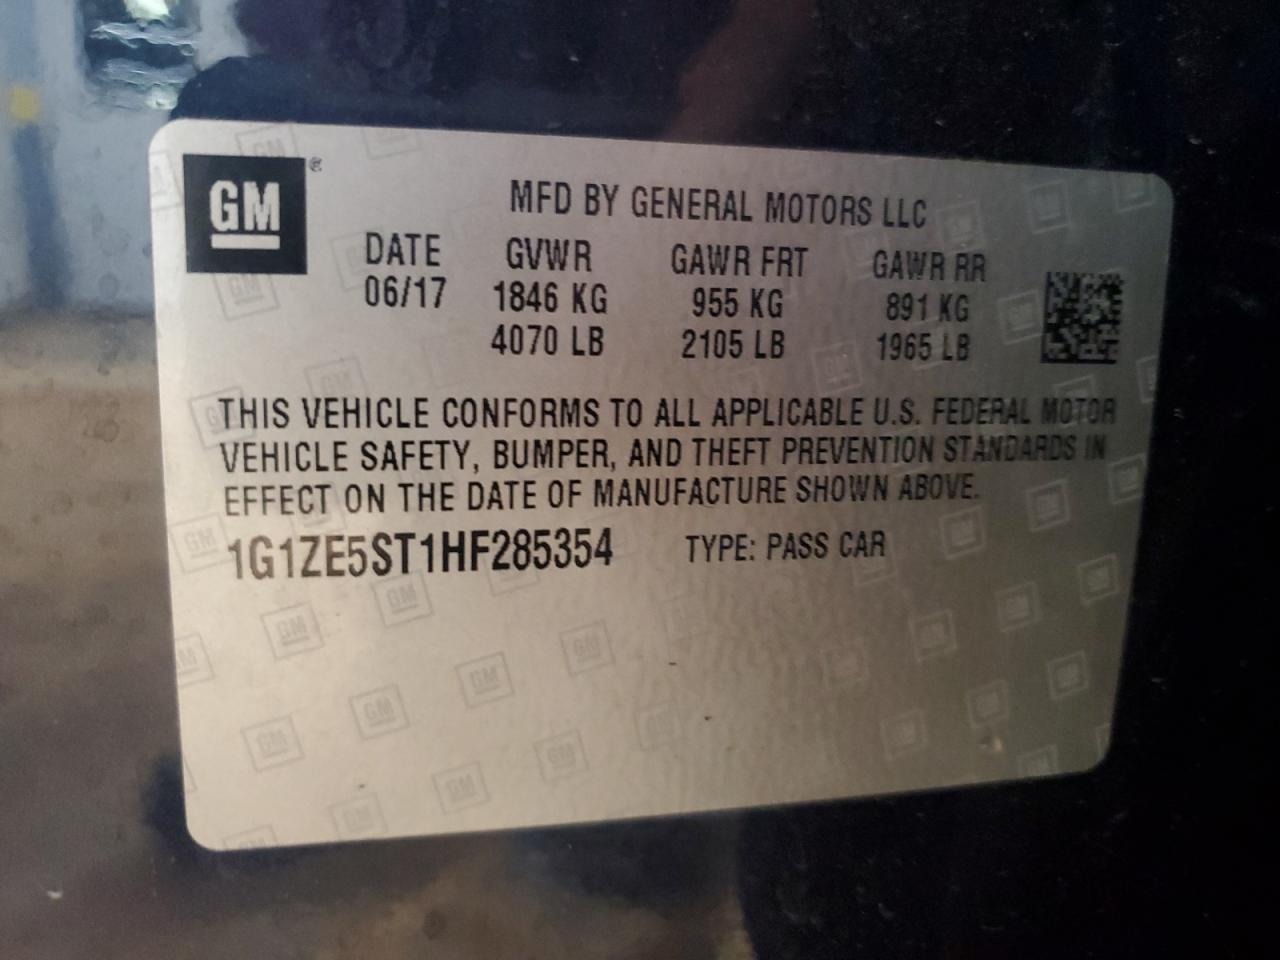 GM ®
MFD BY GENERAL MOTORS LLC
DATE GVWR GAWR FRT GAWR RR
06/17 1846 KG 955 KG 891 KG
4070 LB 2105 LB 1965 LB
THIS VEHICLE CONFORMS TO ALL APPLICABLE U.S. FEDERAL MOTOR
VEHICLE SAFETY, BUMPER, AND THEFT PREVENTION STANDARDS IN
EFFECT ON THE DATE OF MANUFACTURE SHOWN ABOVE.
1G1ZE5ST1HF285354 TYPE: PASS CAR